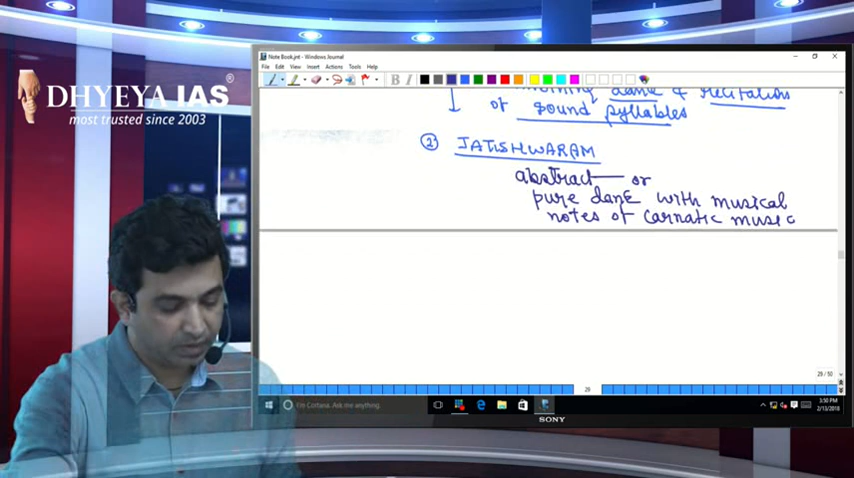 DHYEYA IAS®
most trusted since 2003
Note Book.jnt - Windows Journal
File Edit View Insert Actions Tools Help
B I
dance & recitation
of sound syllables
② JATISHWARAM
abstract or
pure dance with musical
notes of carnatic music
29 / 50
29
I'm Cortana. Ask me anything.
3:50 PM
2/13/2018
SONY